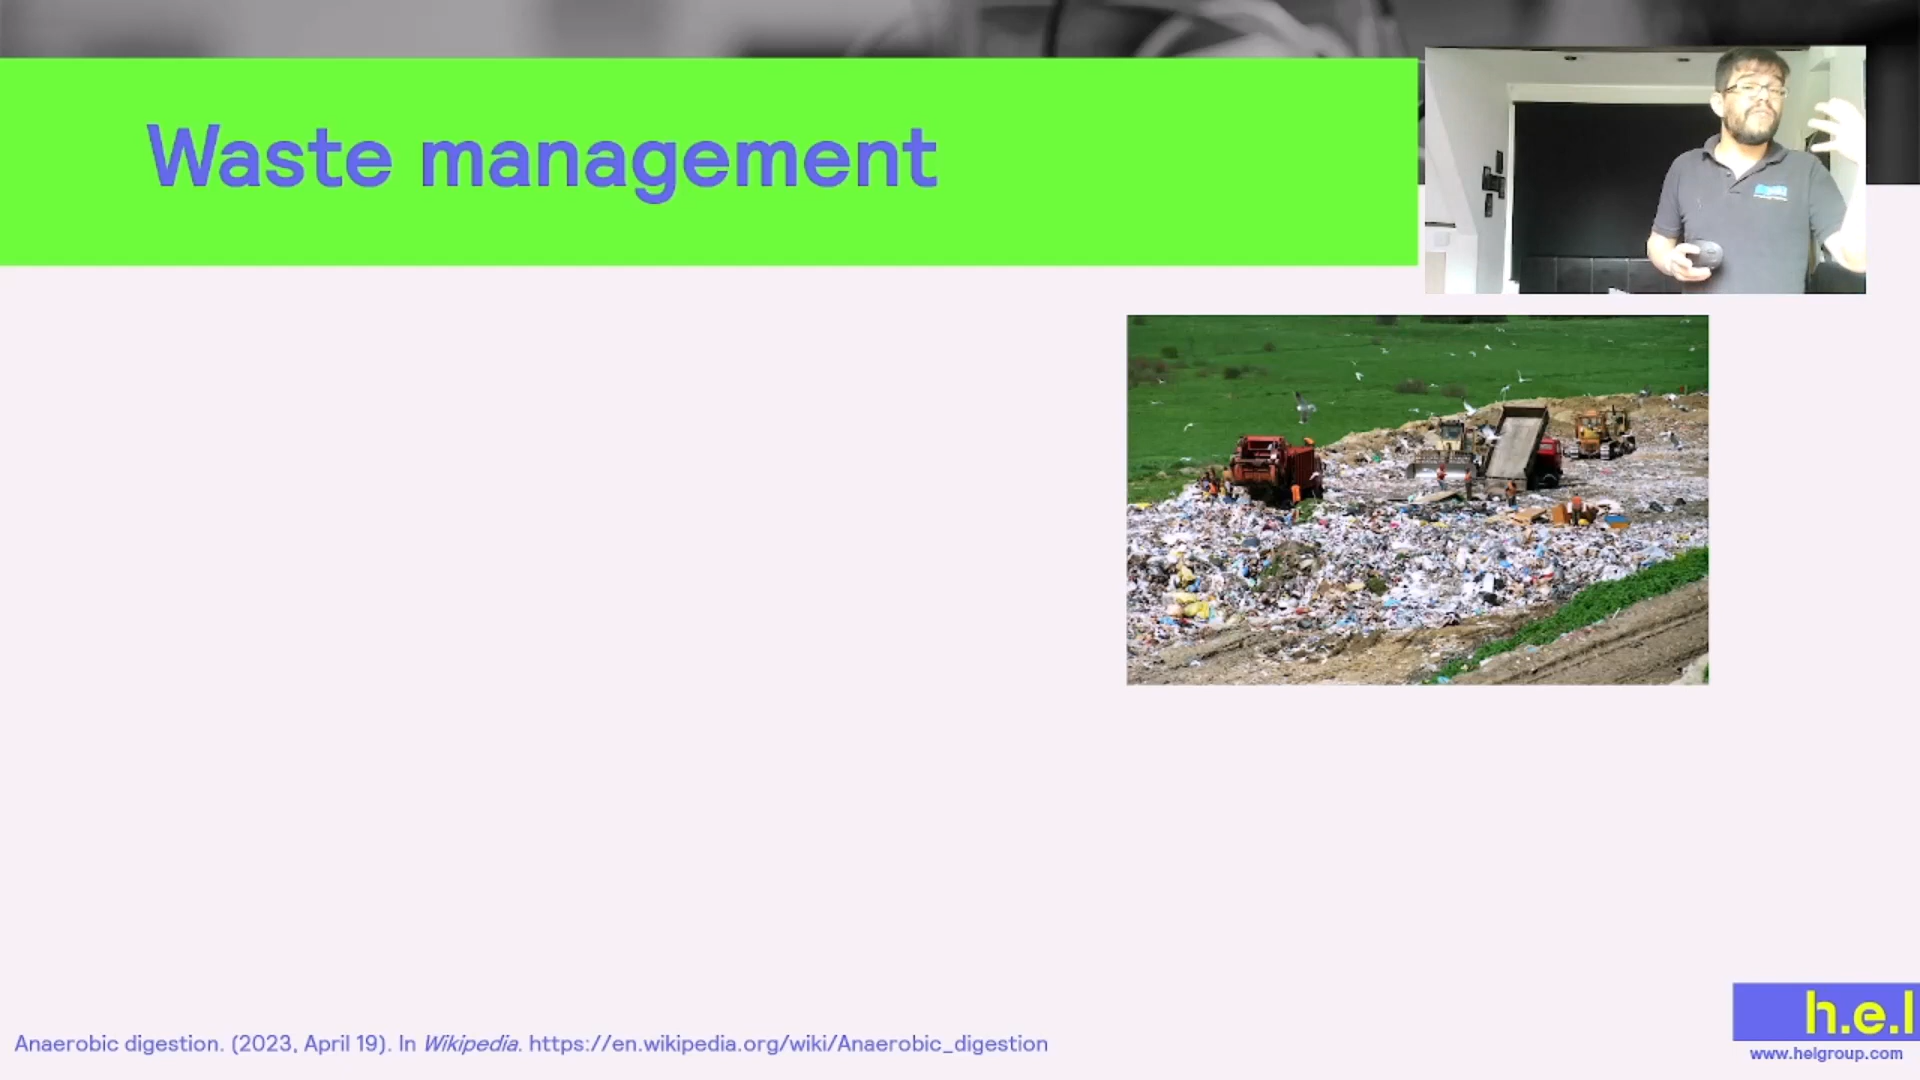 Waste management
Anaerobic digestion. (2023, April 19). In Wikipedia. https://en.wikipedia.org/wiki/Anaerobic_digestion
h.e.l
www.helgroup.com